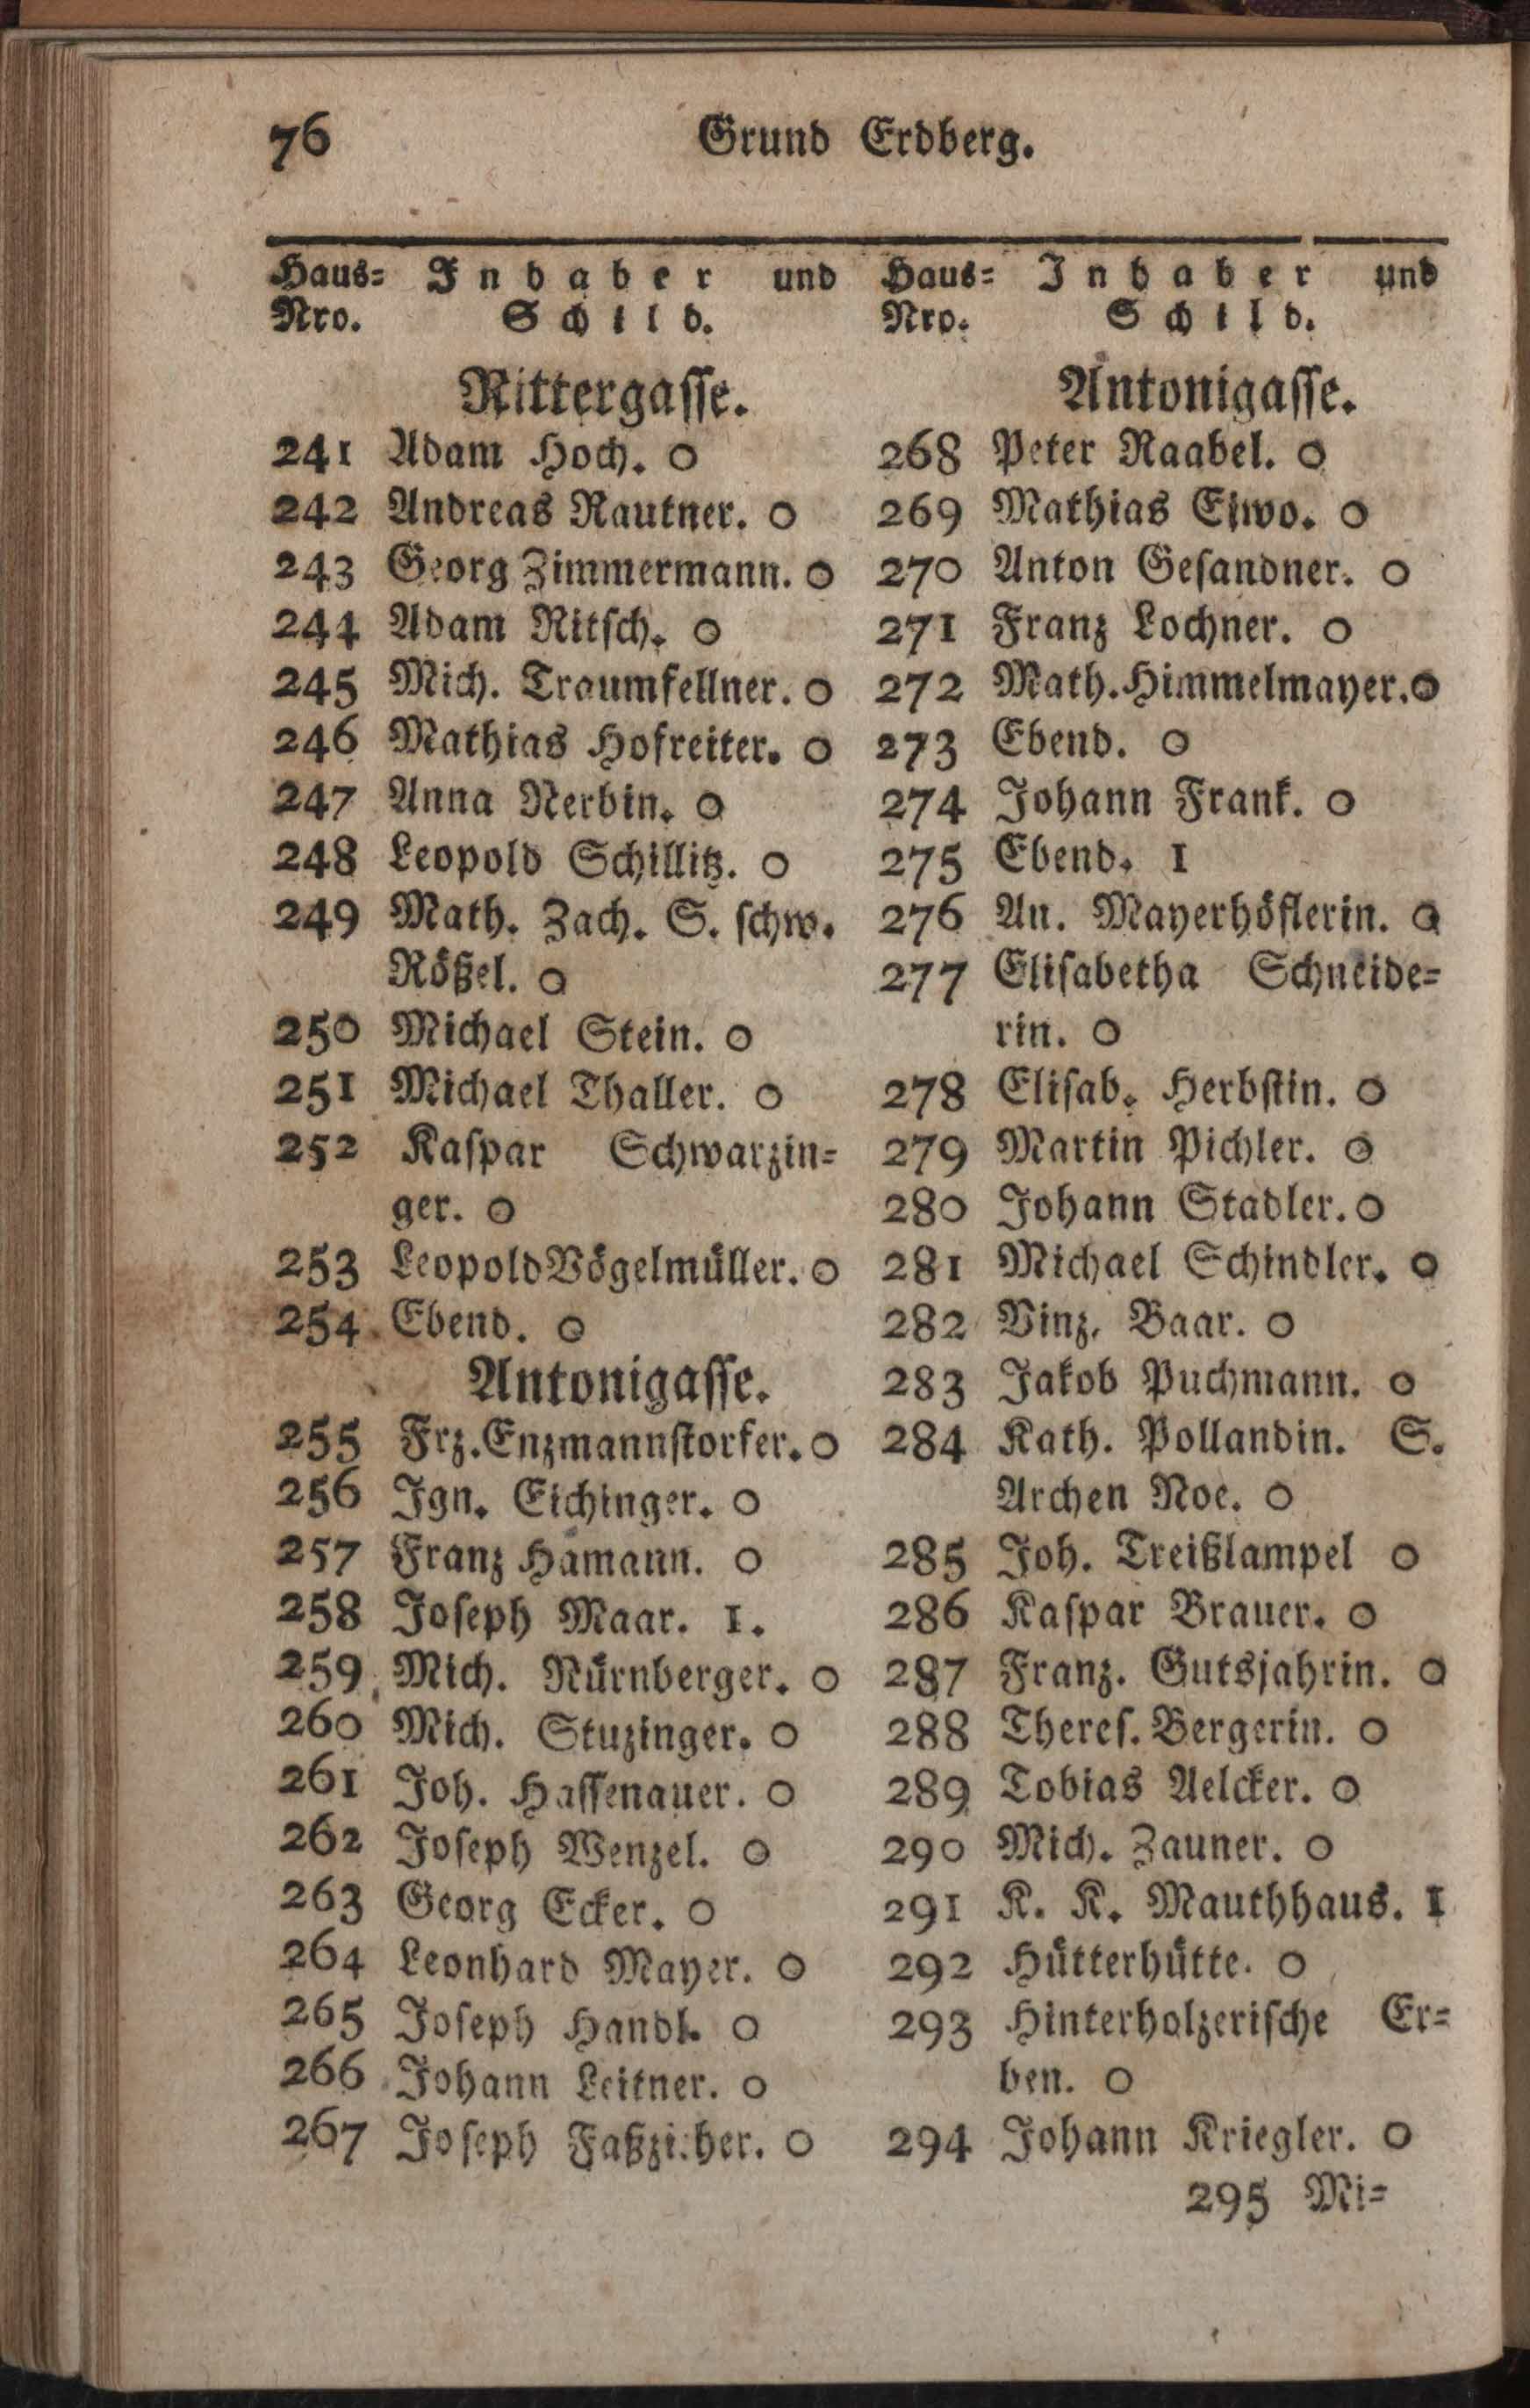 76
Grund Erdberg.
Haus= Inhaber und
Nro. Schild.
Rittergasse.
241 Adam Hoch. o
242 Andreas Rautner. o
243 Georg Zimmermann. o
244 Adam Ritsch. o
245 Mich. Traumfellner. o
246 Mathias Hofreiter. o
247 Anna Nerbin. o
248 Leopold Schillitz. o
249 Math. Zach. S. schw.
Rößel. o
250 Michael Stein. o
251 Michael Thaller. o
252 Kaspar Schwarzin=
ger. o
253 Leopold Vögelmüller. o
254 Ebend. o
Antonigasse.
255 Frz. Enzmannstorfer. o
256 Ign. Eichinger. o
257 Franz Hamann. o
258 Joseph Maar. 1.
259 Mich. Nürnberger. o
260 Mich. Stuzinger. o
261 Joh. Hassenauer. o
262 Joseph Wenzel. o
263 Georg Ecker. o
264 Leonhard Mayer. o
265 Joseph Handl. o
266 Johann Leitner. o
267 Joseph o
Haus= Inhaber und
Nro. Schild.
Antonigasse.
268 Peter Raabel. o
269 Mathias o
270 Anton Gesandner. o
271 Franz Lochner. o
272 Math. Himmelmayer. o
273 Ebend. o
274 Johann Frank. o
275 Ebend. 1
276 An. Mayerhöflerin. o
277 Elisabetha Schneide=
rin. o
278 Elisab. Herbstin. o
279 Martin Pichler. o
280 Johann Stadler. o
281 Michael Schindler. o
282 Vinz. Baar. o
283 Jakob Puchmann. o
284 Kath. Pollandin. S.
Archen Noe. o
285 Joh. Treißlampel o
286 Kaspar Brauer. o
287 Franz. Gutsjahrin. o
288 Theres. Bergerin. o
289 Tobias Aelcker. o
290 Mich. Zauner. o
291 K. K. Mauthhaus. 1
292 Hütterhütte. o
293 Hinterholzerische Er=
ben. o
294 Johann Kriegler. o
295 Mi=